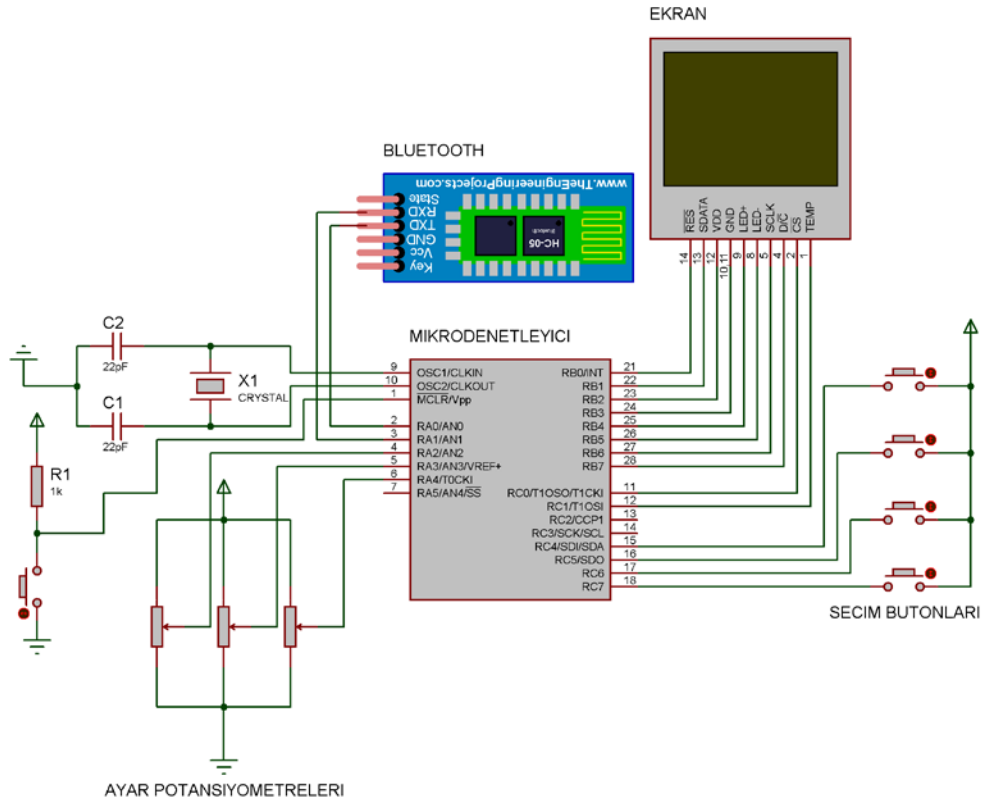 EKRAN
RES
SDATA
VDD
GND
LED+
LED-
SCLK
D/C
CS
TEMP
14
13
12
10 11
9
8
5
4
2
1
BLUETOOTH
www.TheEngineeringProjects.com
State
RXD
TXD
GND
Vcc
Key
HC-05
Bluetooth
MIKRODENETLEYICI
9 OSC1/CLKIN
10 OSC2/CLKOUT
1 MCLR/Vpp
2 RA0/AN0
3 RA1/AN1
4 RA2/AN2
5 RA3/AN3/VREF+
6 RA4/T0CKI
7 RA5/AN4/SS
RB0/INT 21
RB1 22
RB2 23
RB3 24
RB4 25
RB5 26
RB6 27
RB7 28
RC0/T1OSO/T1CKI 11
RC1/T1OSI 12
RC2/CCP1 13
RC3/SCK/SCL 14
RC4/SDI/SDA 15
RC5/SDO 16
RC6 17
RC7 18
C2
22pF
X1
CRYSTAL
C1
22pF
R1
1k
SECIM BUTONLARI
AYAR POTANSIYOMETRELERI